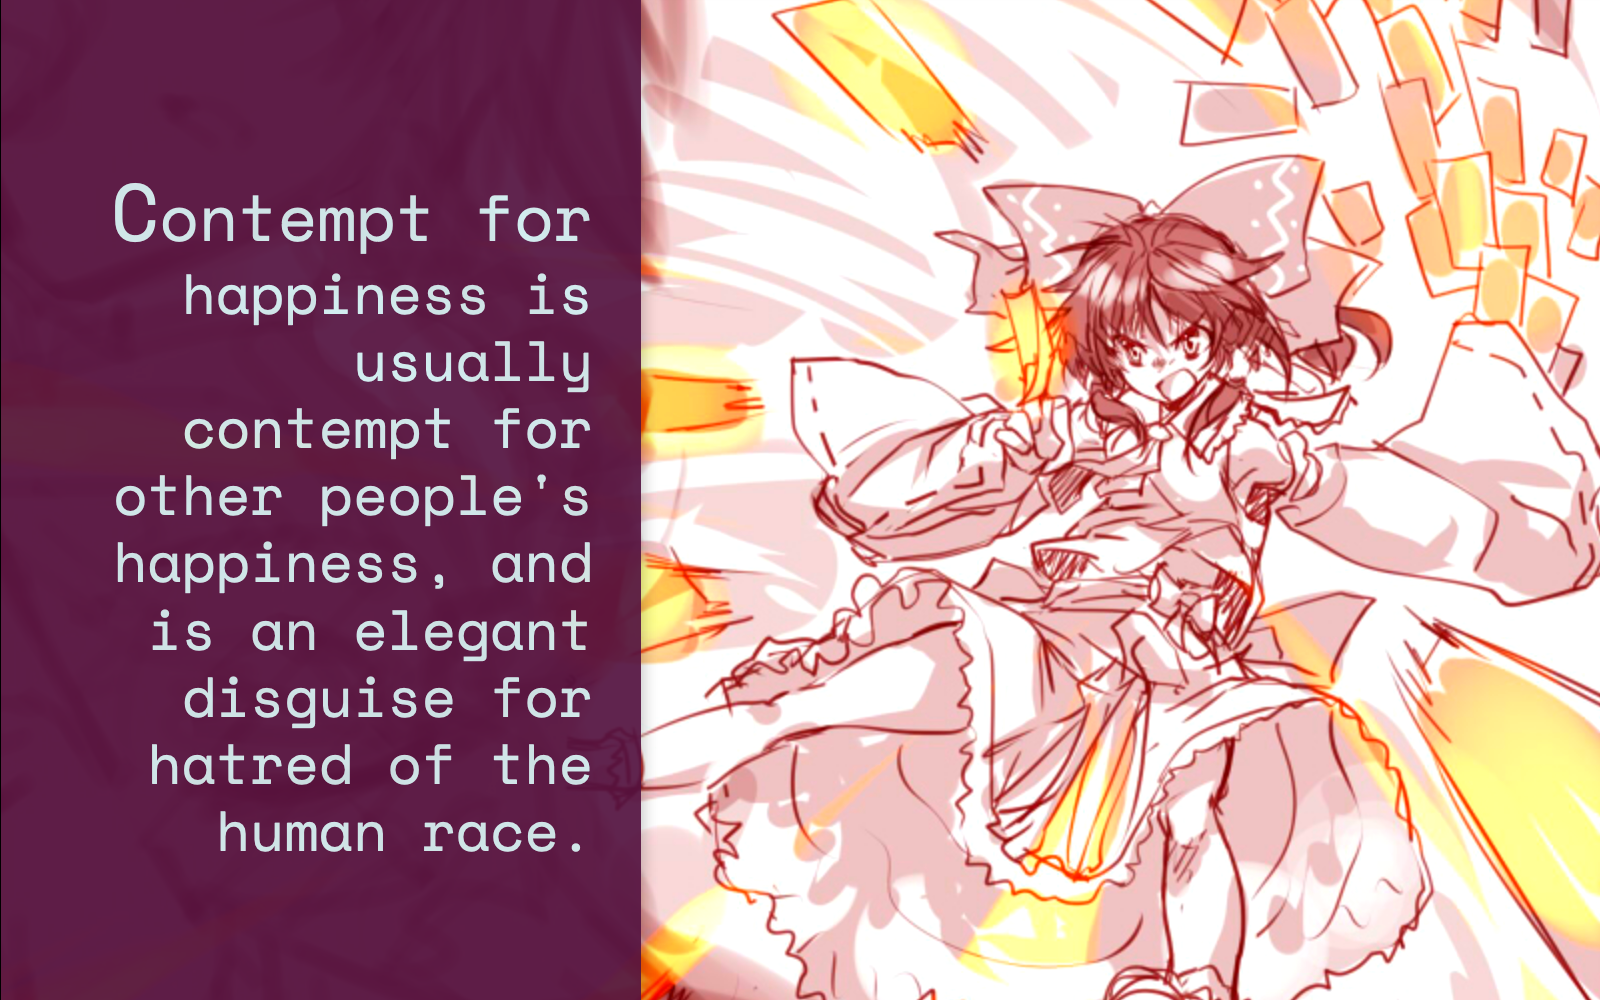 Contempt for
happiness is
usually
contempt for
other people's
happiness, and
is an elegant
disguise for
hatred of the
human race.